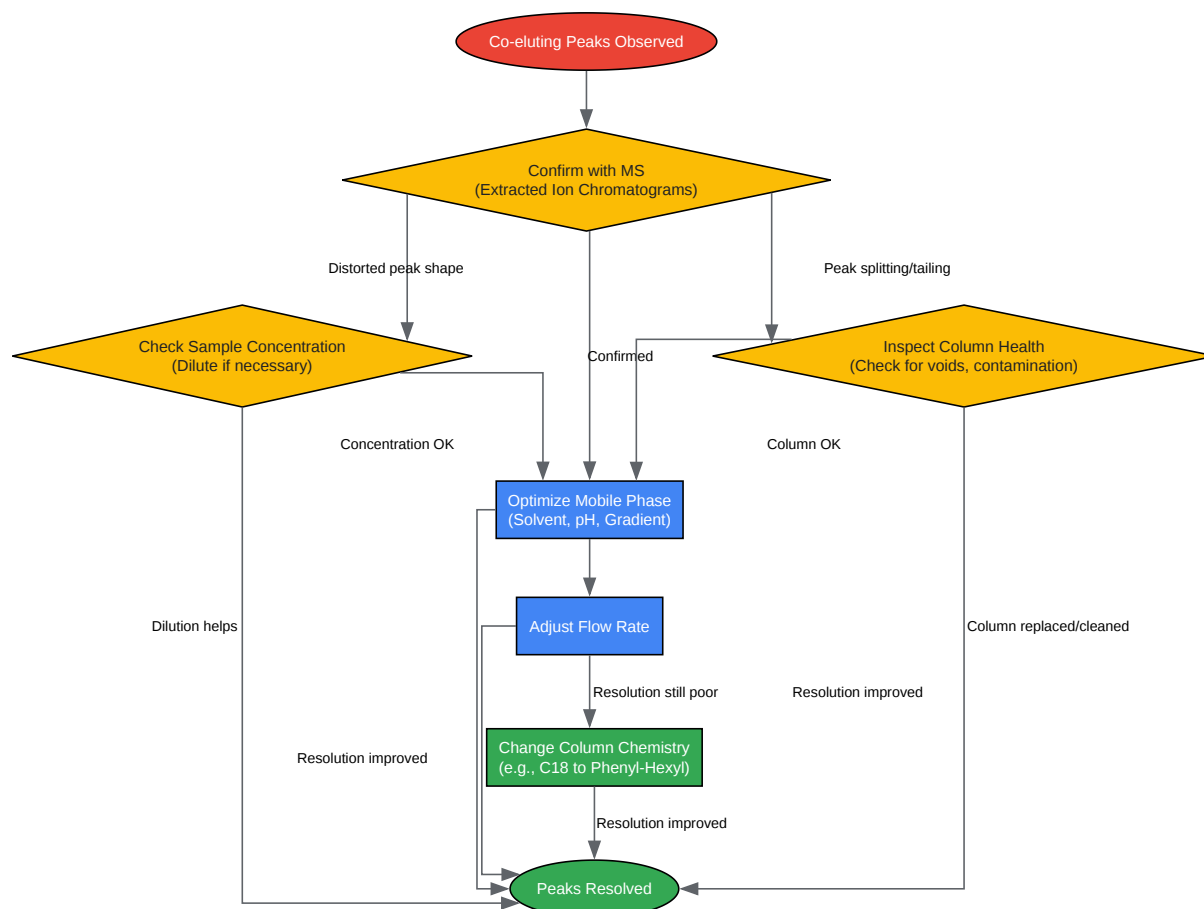 Co-eluting Peaks Observed
Confirm with MS
(Extracted Ion Chromatograms)
Distorted peak shape
Peak splitting/tailing
Check Sample Concentration
(Dilute if necessary)
Confirmed
Inspect Column Health
(Check for voids, contamination)
Concentration OK
Column OK
Optimize Mobile Phase
(Solvent, pH, Gradient)
Dilution helps
Adjust Flow Rate
Column replaced/cleaned
Resolution still poor
Resolution improved
Resolution improved
Change Column Chemistry
(e.g., C18 to Phenyl-Hexyl)
Resolution improved
Peaks Resolved